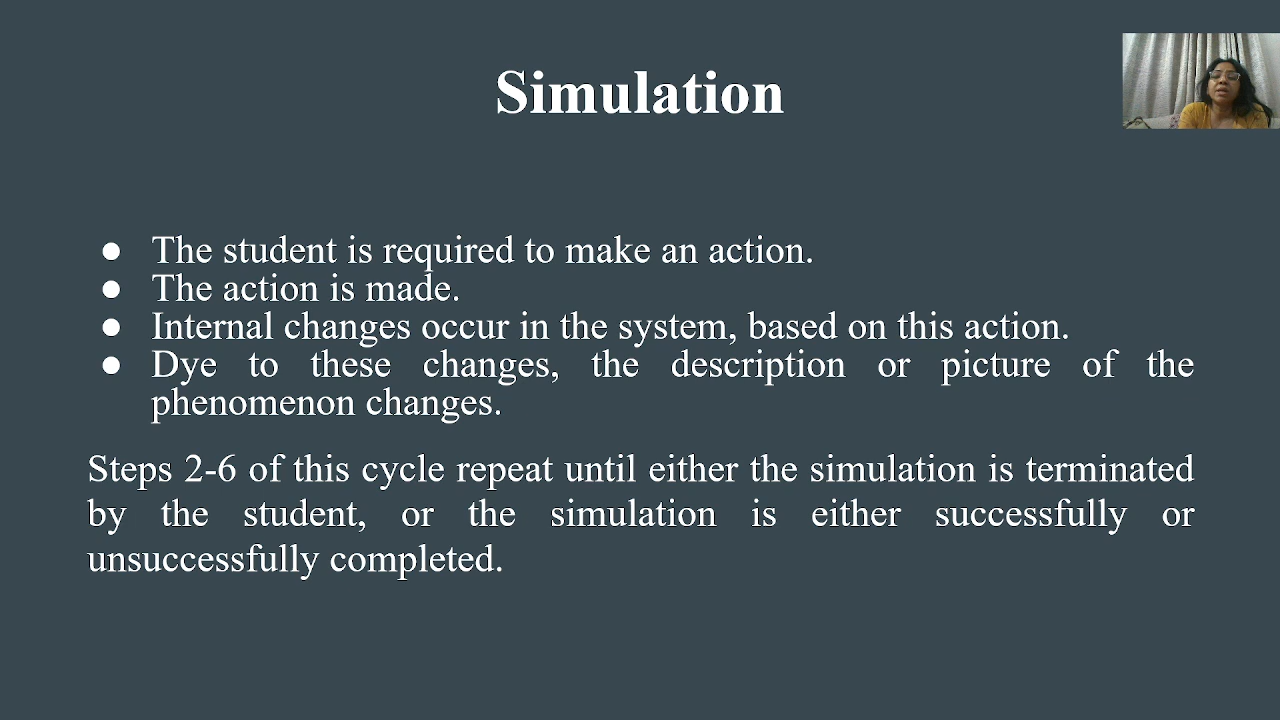 Simulation
● The student is required to make an action.
● The action is made.
● Internal changes occur in the system, based on this action.
● Dye to these changes, the description or picture of the
phenomenon changes.
Steps 2-6 of this cycle repeat until either the simulation is terminated
by the student, or the simulation is either successfully or
unsuccessfully completed.